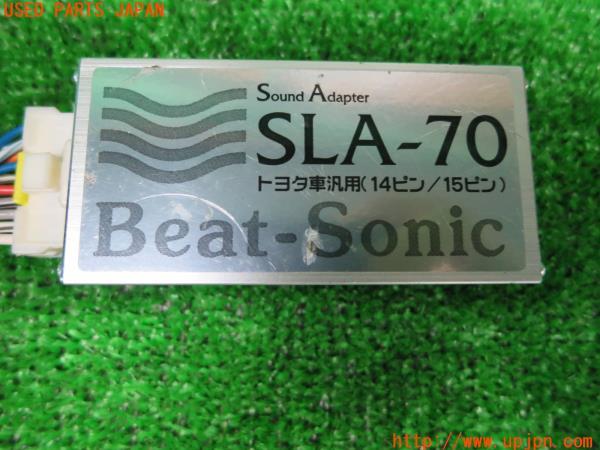 USED PARTS JAPAN
Sound Adapter
SLA-70
トヨタ車汎用(14ピン/15ピン)
Beat-Sonic
http://www.upjpn.com